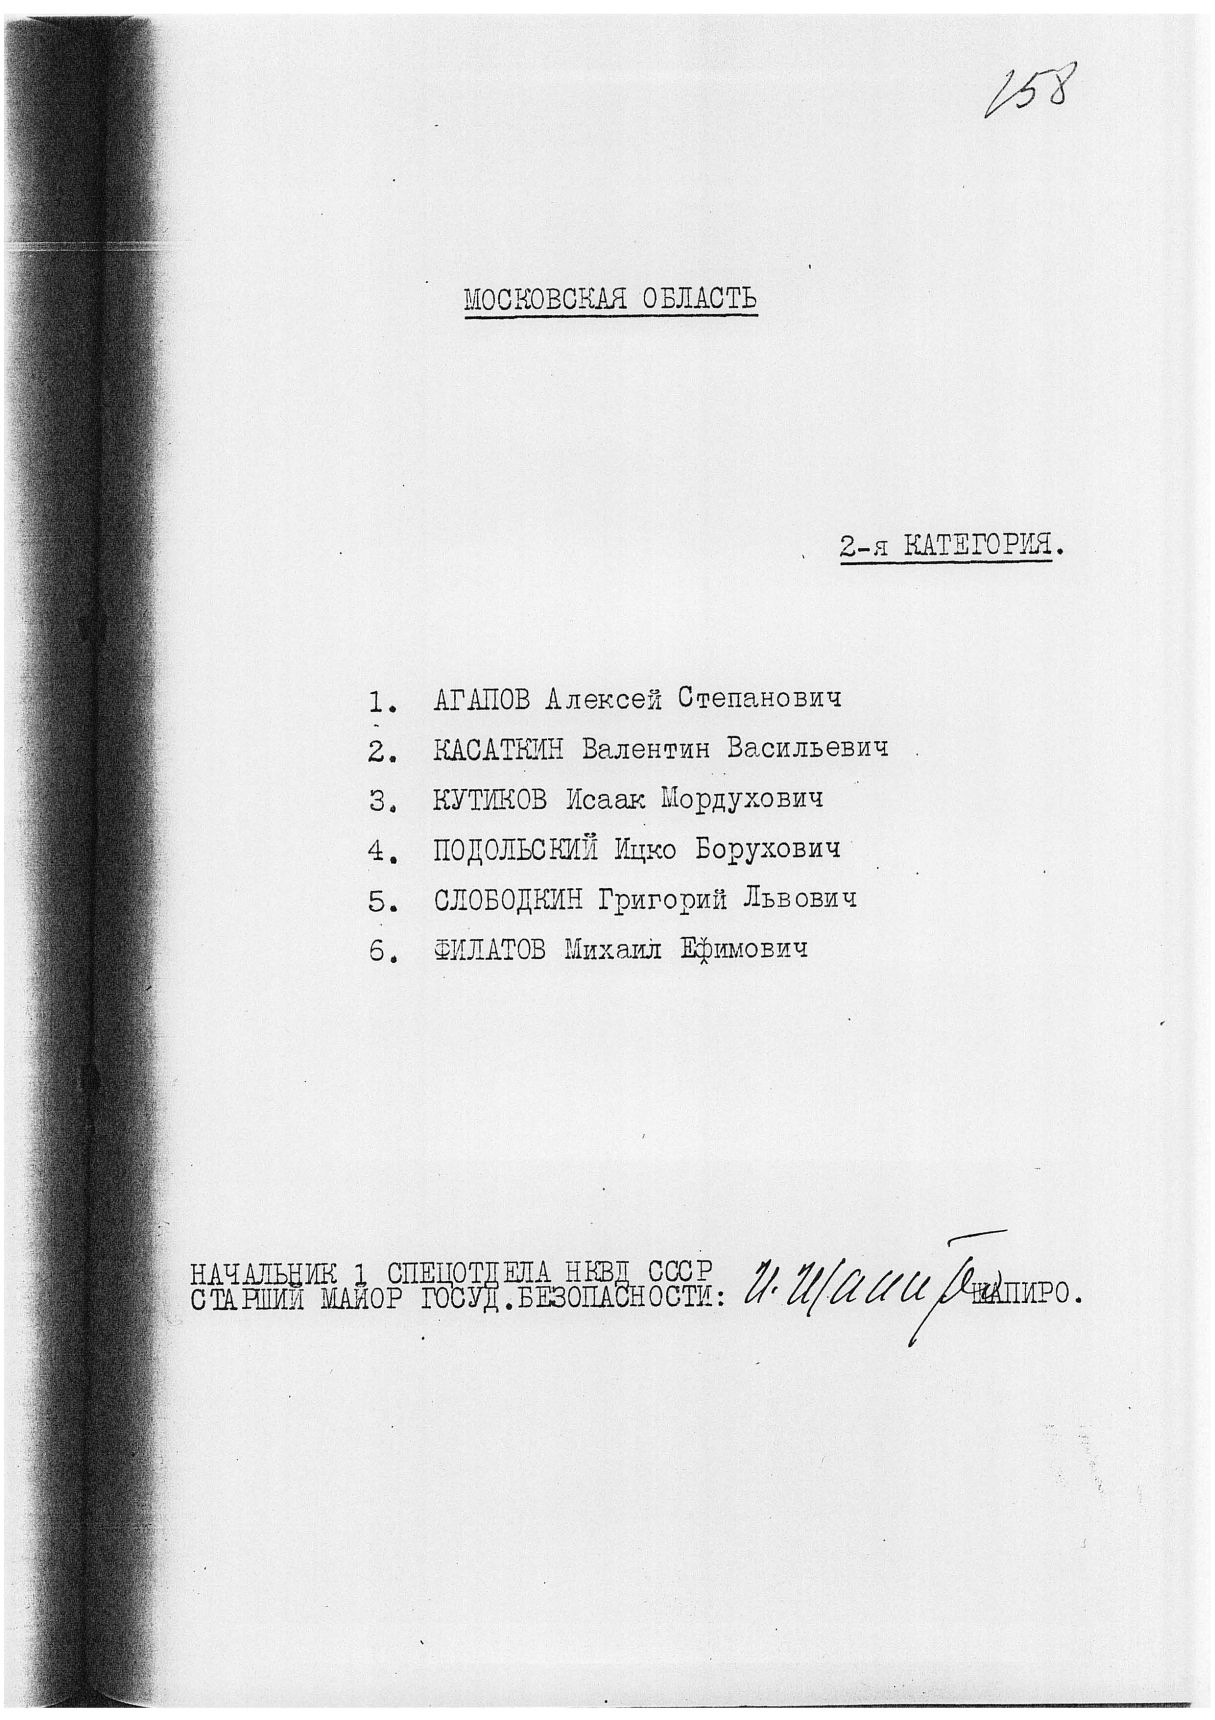 158
МОСКОВСКАЯ ОБЛАСТЬ
2-я КАТЕГОРИЯ.
1. АГАПОВ Алексей Степанович
2. КАСАТКИН Валентин Васильевич
3. КУТИКОВ Исаак Мордухович
4. ПОДОЛЬСКИЙ Ицко Борухович
5. СЛОБОДКИН Григорий Львович
6. ФИЛАТОВ Михаил Ефимович
НАЧАЛЬНИК 1 СПЕЦОТДЕЛА НКВД СССР
СТАРШИЙ МАЙОР ГОСУД.БЕЗОПАСНОСТИ: И. Шапиро ШАПИРО.